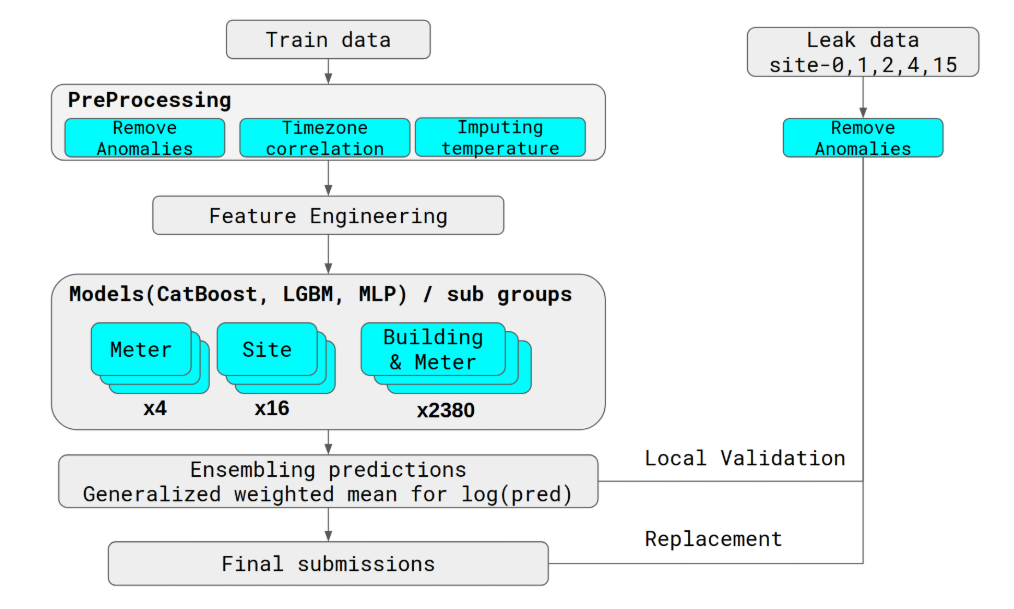 Train data
Leak data
site-0,1,2,4,15
PreProcessing
Remove
Anomalies
Timezone
correlation
Imputing
temperature
Remove
Anomalies
Feature Engineering
Models(CatBoost, LGBM, MLP) / sub groups
Meter
Site
Building
& Meter
x4
x16
x2380
Ensembling predictions
Generalized weighted mean for log(pred)
Local Validation
Replacement
Final submissions